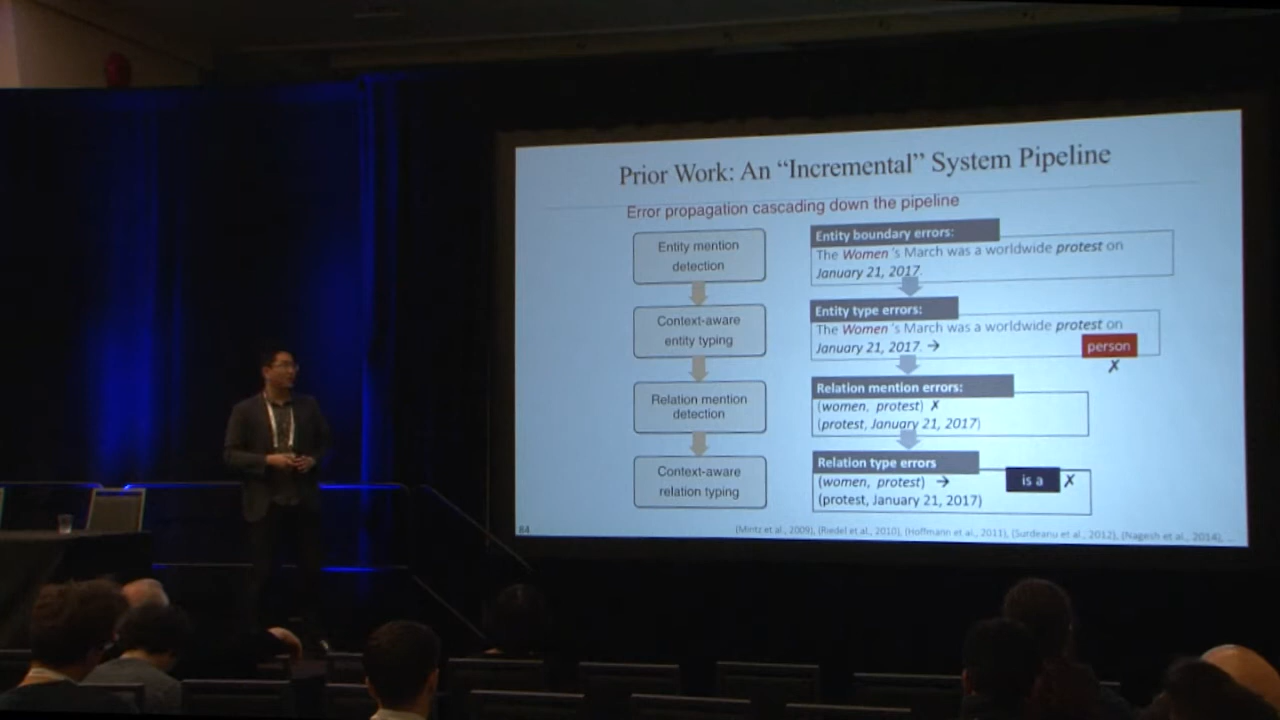 Prior Work: An “Incremental” System Pipeline
Error propagation cascading down the pipeline
Entity mention
detection
Context-aware
entity typing
Relation mention
detection
Context-aware
relation typing
Entity boundary errors:
The Women 's March was a worldwide protest on
January 21, 2017.
Entity type errors:
The Women 's March was a worldwide protest on
January 21, 2017. →
person
✗
Relation mention errors:
(women, protest) ✗
(protest, January 21, 2017)
Relation type errors
(women, protest) → is a ✗
(protest, January 21, 2017)
84
(Mintz et al., 2009), (Riedel et al., 2010), (Hoffmann et al., 2011), (Surdeanu et al., 2012), (Nagesh et al., 2014), ...